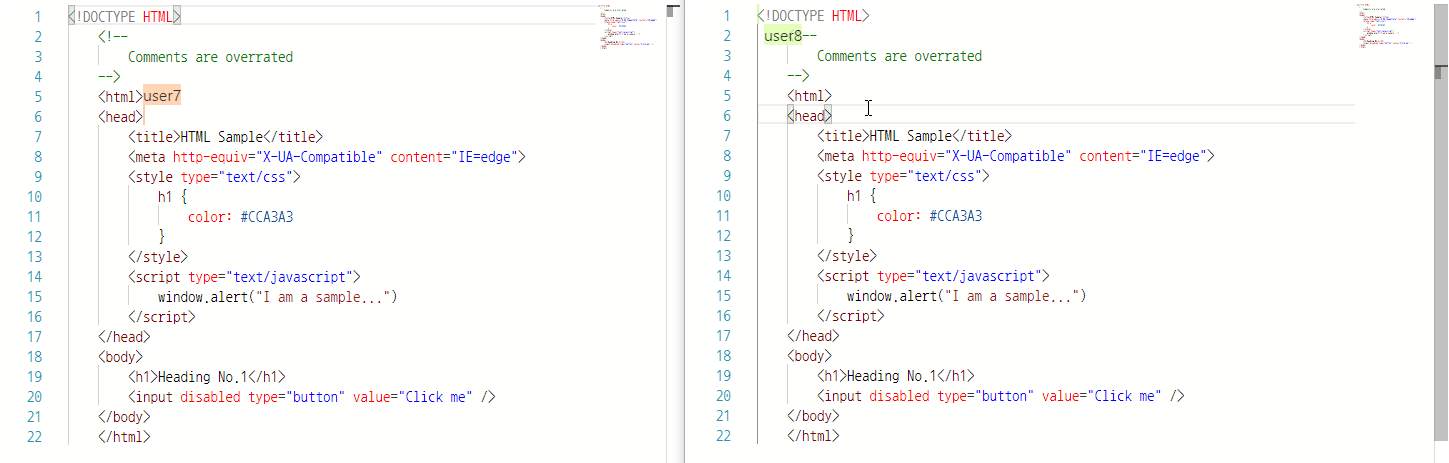 1 <!DOCTYPE HTML>
2 <!--
3 Comments are overrated
4 -->
5 <html>user7
6 <head>
7 <title>HTML Sample</title>
8 <meta http-equiv="X-UA-Compatible" content="IE=edge">
9 <style type="text/css">
10 h1 {
11 color: #CCA3A3
12 }
13 </style>
14 <script type="text/javascript">
15 window.alert("I am a sample...")
16 </script>
17 </head>
18 <body>
19 <h1>Heading No.1</h1>
20 <input disabled type="button" value="Click me" />
21 </body>
22 </html>
1 <!DOCTYPE HTML>
2 user8--
3 Comments are overrated
4 -->
5 <html>
6 <head>
7 <title>HTML Sample</title>
8 <meta http-equiv="X-UA-Compatible" content="IE=edge">
9 <style type="text/css">
10 h1 {
11 color: #CCA3A3
12 }
13 </style>
14 <script type="text/javascript">
15 window.alert("I am a sample...")
16 </script>
17 </head>
18 <body>
19 <h1>Heading No.1</h1>
20 <input disabled type="button" value="Click me" />
21 </body>
22 </html>